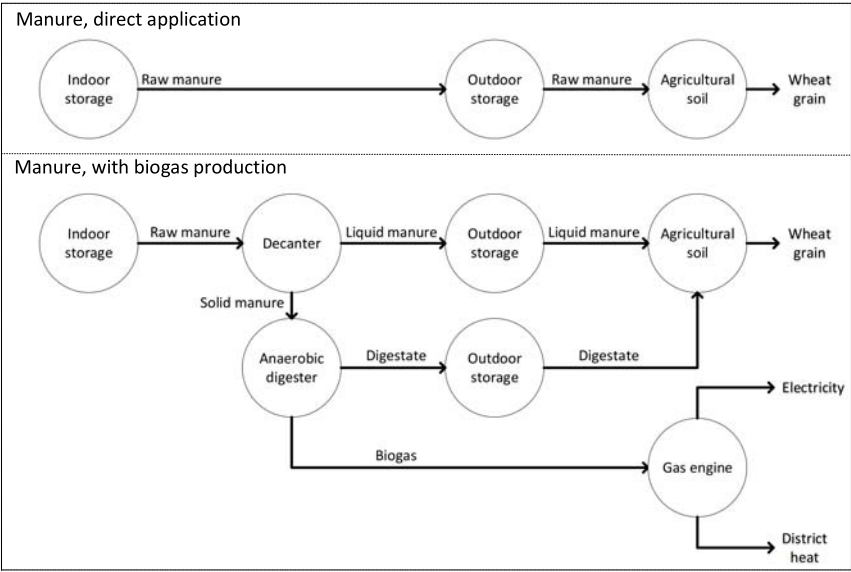 Manure, direct application
Indoor
storage
Raw manure
Outdoor
storage
Raw manure
Agricultural
soil
Wheat
grain
Manure, with biogas production
Indoor
storage
Raw manure
Decanter
Liquid manure
Outdoor
storage
Liquid manure
Agricultural
soil
Wheat
grain
Solid manure
Anaerobic
digester
Digestate
Outdoor
storage
Digestate
Electricity
Biogas
Gas engine
District
heat